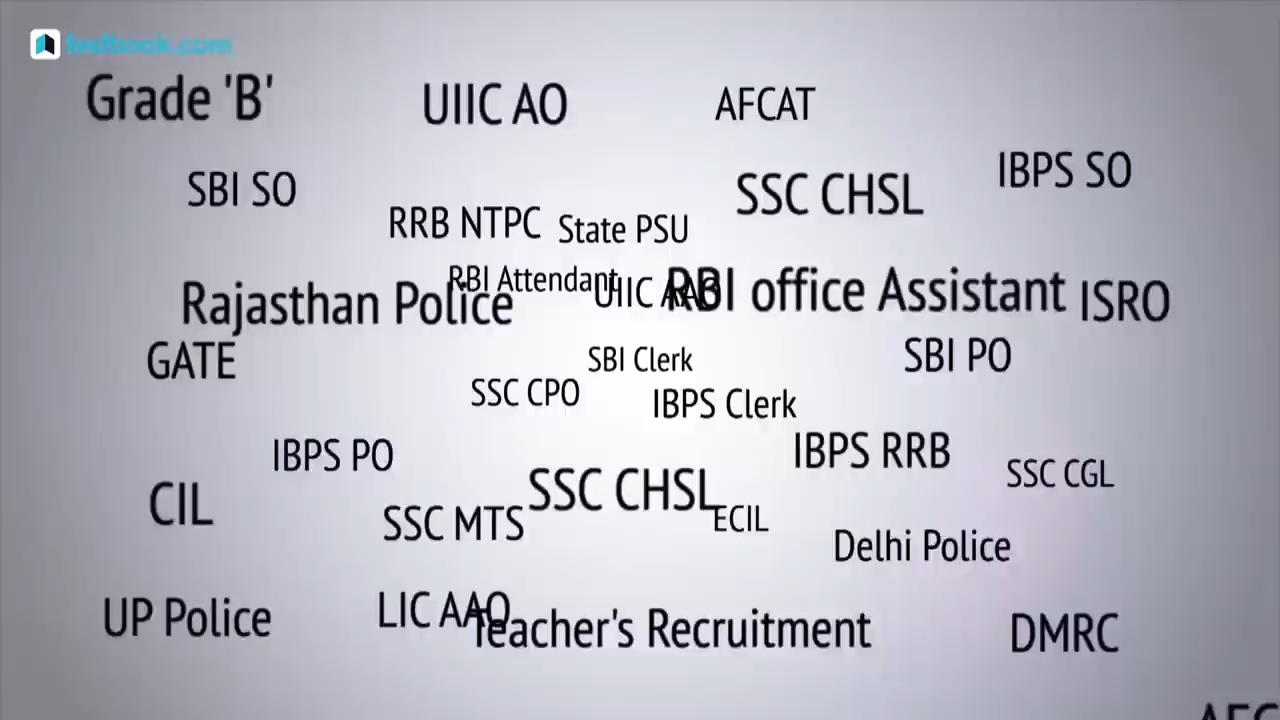 testbook.com
Grade 'B'
UIIC AO
AFCAT
SBI SO
SSC CHSL
IBPS SO
RRB NTPC
State PSU
RBI Attendant
Rajasthan Police
UIIC AAO
RBI office Assistant
ISRO
GATE
SBI Clerk
SBI PO
SSC CPO
IBPS Clerk
IBPS PO
IBPS RRB
SSC CGL
CIL
SSC CHSL
SSC MTS
ECIL
Delhi Police
UP Police
LIC AAO
Teacher's Recruitment
DMRC